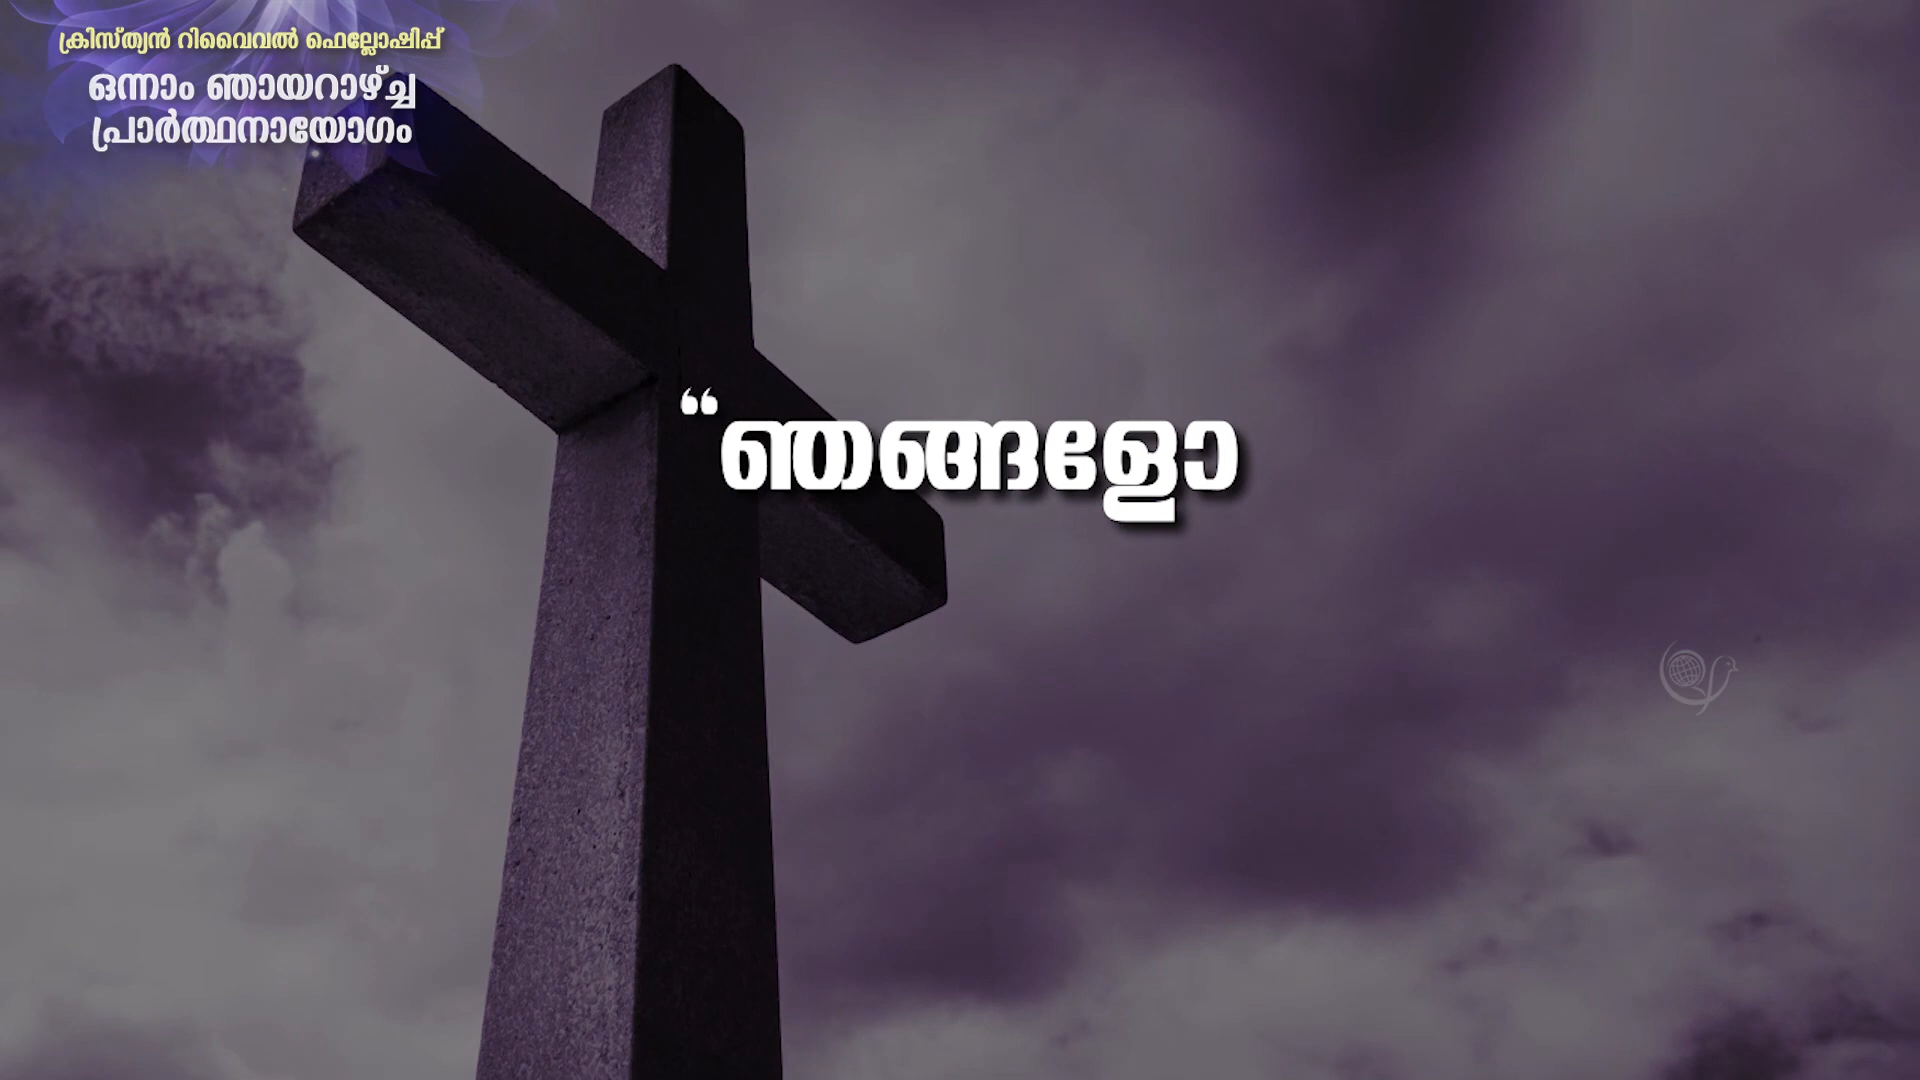 ക്രിസ്ത്യൻ റിവൈവൽ ഫെല്ലോഷിപ്പ്
ഒന്നാം ഞായറാഴ്ച്ച
പ്രാർത്ഥനായോഗം
“ഞങ്ങളോ